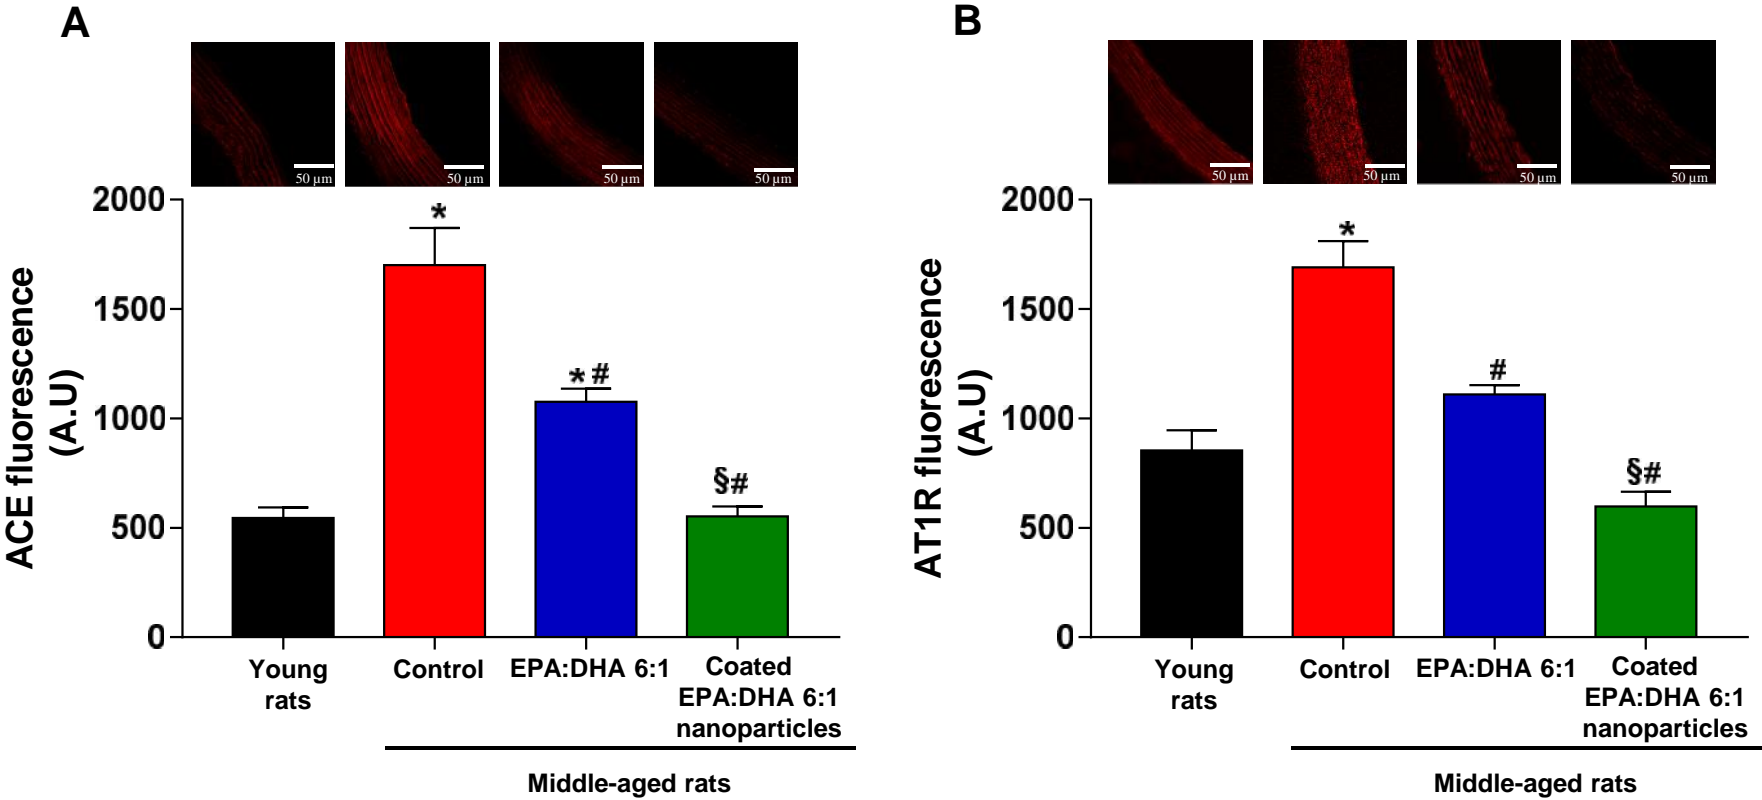 A
50 µm
50 µm
50 µm
50 µm
ACE fluorescence
(A.U)
2000
1500
1000
500
0
*
* #
§#
Young
rats
Control
EPA:DHA 6:1
Coated
EPA:DHA 6:1
nanoparticles
Middle-aged rats
B
50 µm
50 µm
50 µm
50 µm
AT1R fluorescence
(A.U)
2000
1500
1000
500
0
*
#
§#
Young
rats
Control
EPA:DHA 6:1
Coated
EPA:DHA 6:1
nanoparticles
Middle-aged rats